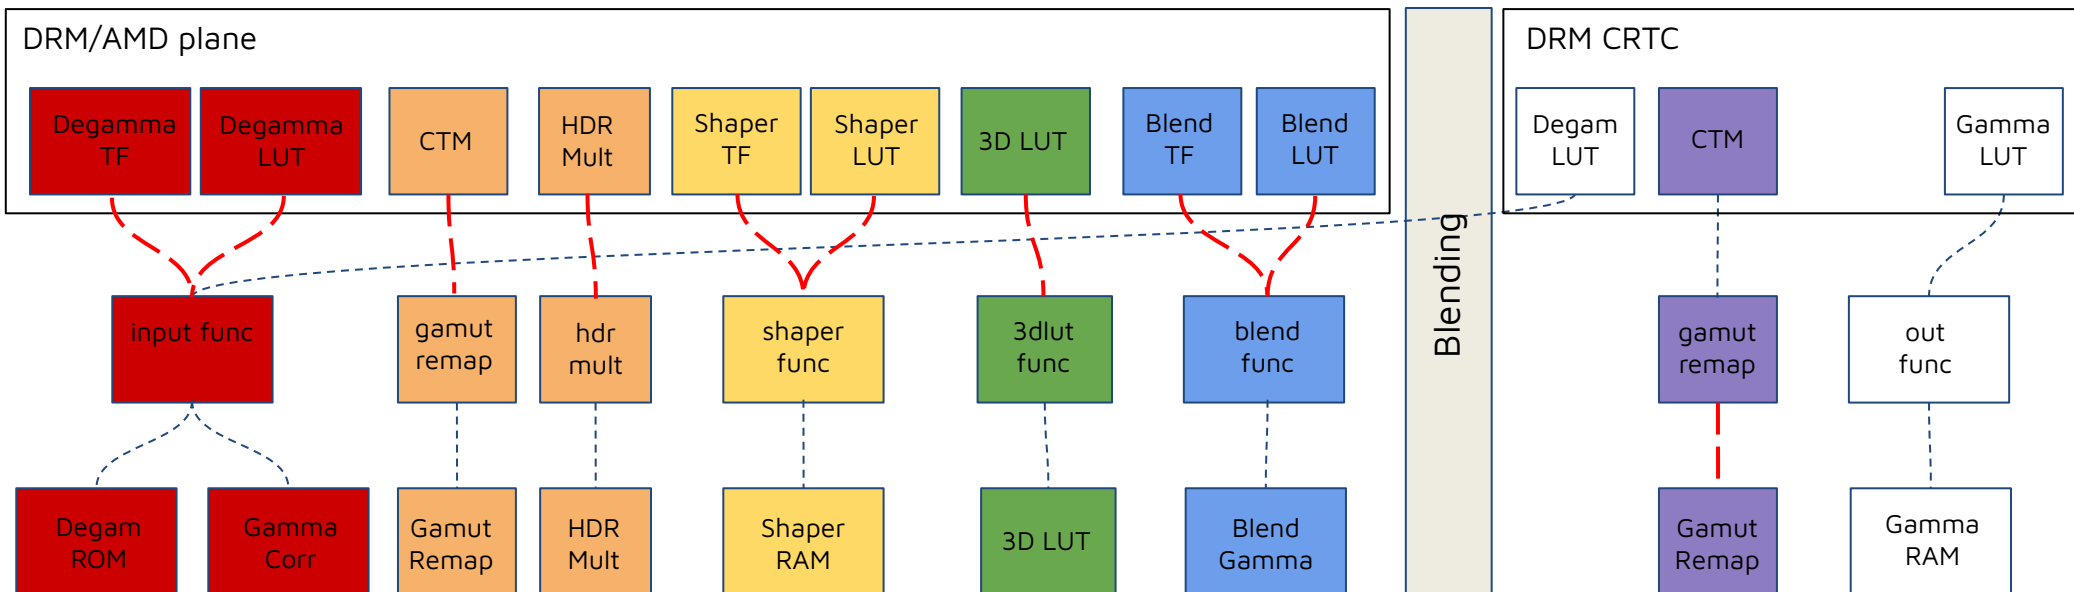 DRM/AMD plane
DRM CRTC
Degamma
TF
Degamma
LUT
CTM
HDR
Mult
Shaper
TF
Shaper
LUT
3D LUT
Blend
TF
Blend
LUT
Degam
LUT
CTM
Gamma
LUT
Blending
input func
gamut
remap
hdr
mult
shaper
func
3dlut
func
blend
func
gamut
remap
out
func
Degam
ROM
Gamma
Corr
Gamut
Remap
HDR
Mult
Shaper
RAM
3D LUT
Blend
Gamma
Gamut
Remap
Gamma
RAM